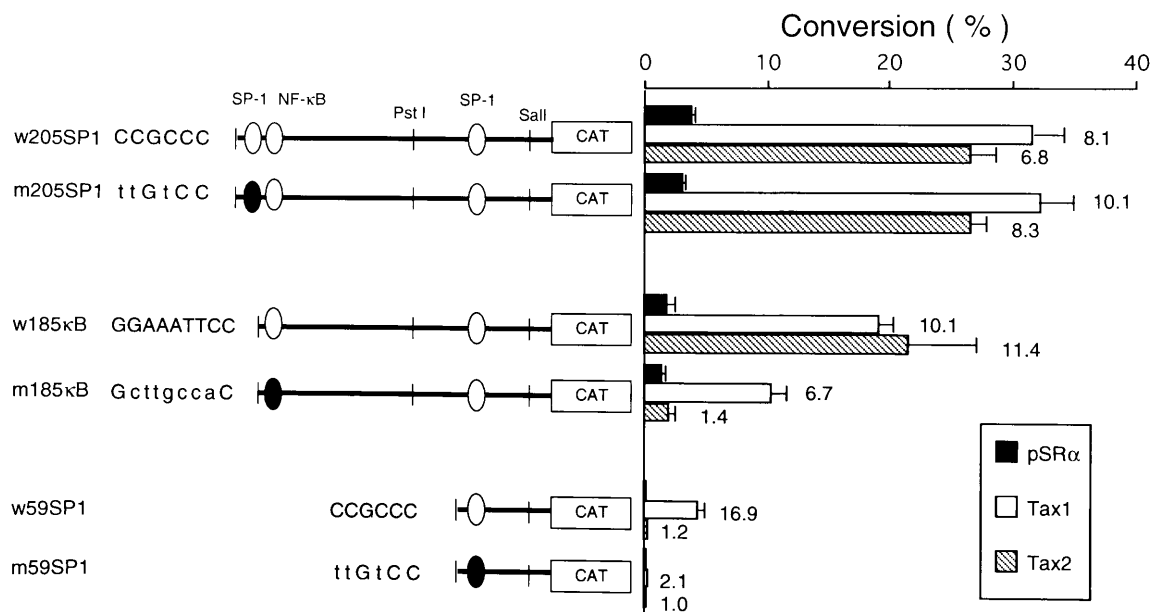 Conversion ( % )
0 10 20 30 40
SP-1 NF-κB Pst I SP-1 SalI
w205SP1 CCGCCC CAT 8.1
6.8
m205SP1 ttGtCC CAT 10.1
8.3
w185κB GGAAATTCC CAT 10.1
11.4
m185κB GcttgccaC CAT 6.7
1.4
w59SP1 CCGCCC CAT 16.9
1.2
m59SP1 ttGtCC CAT 2.1
1.0
pSRα
Tax1
Tax2